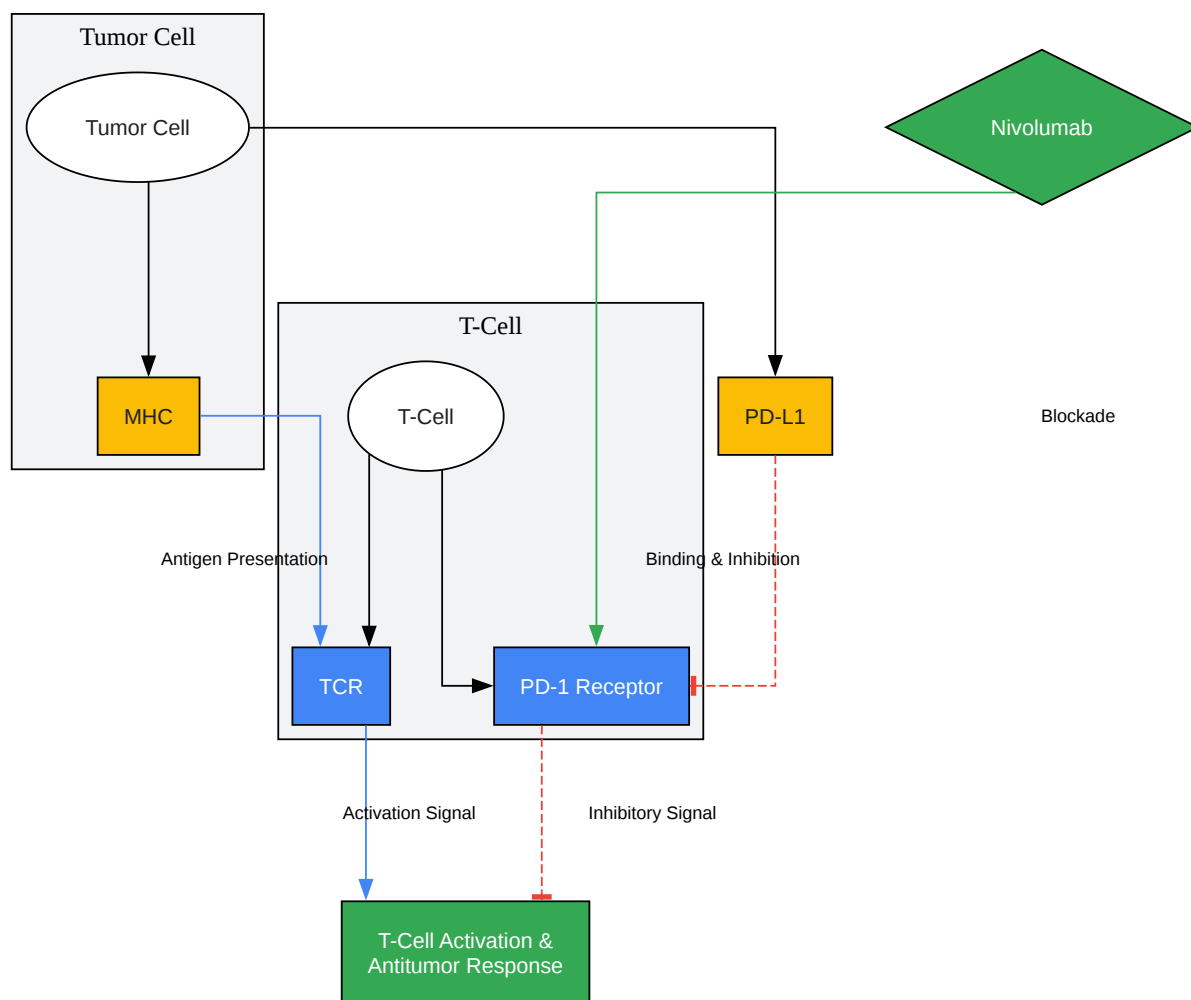 Tumor Cell
Tumor Cell
Nivolumab
T-Cell
MHC
T-Cell
PD-L1
Blockade
Antigen Presentation
Binding & Inhibition
TCR
PD-1 Receptor
Activation Signal
Inhibitory Signal
T-Cell Activation &
Antitumor Response